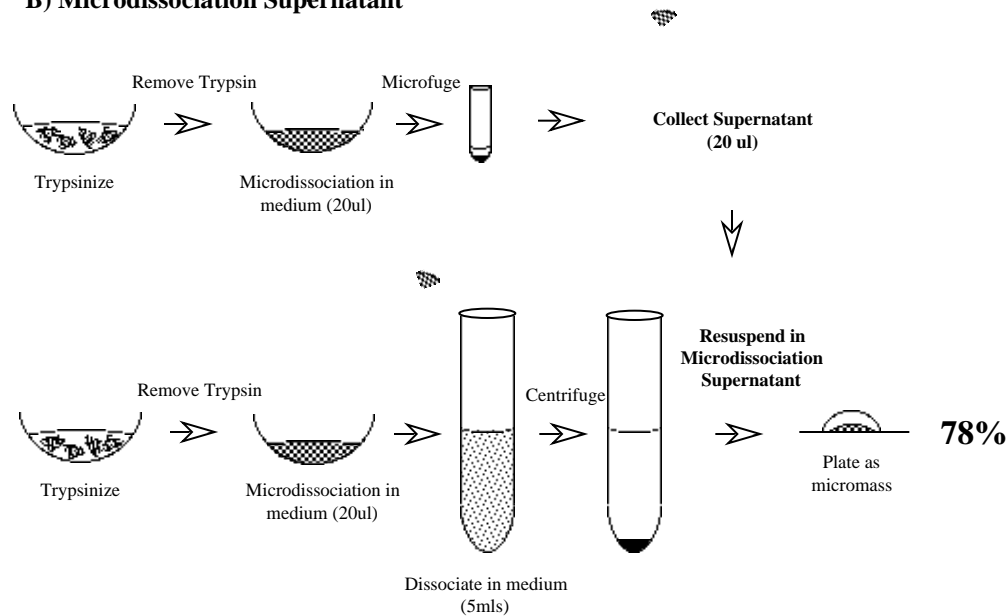 B) Microdissociation Supernatant
Remove Trypsin
Microfuge
Collect Supernatant
(20 ul)
Trypsinize
Microdissociation in
medium (20ul)
Resuspend in
Microdissociation
Supernatant
Remove Trypsin
Centrifuge
78%
Plate as
micromass
Trypsinize
Microdissociation in
medium (20ul)
Dissociate in medium
(5mls)